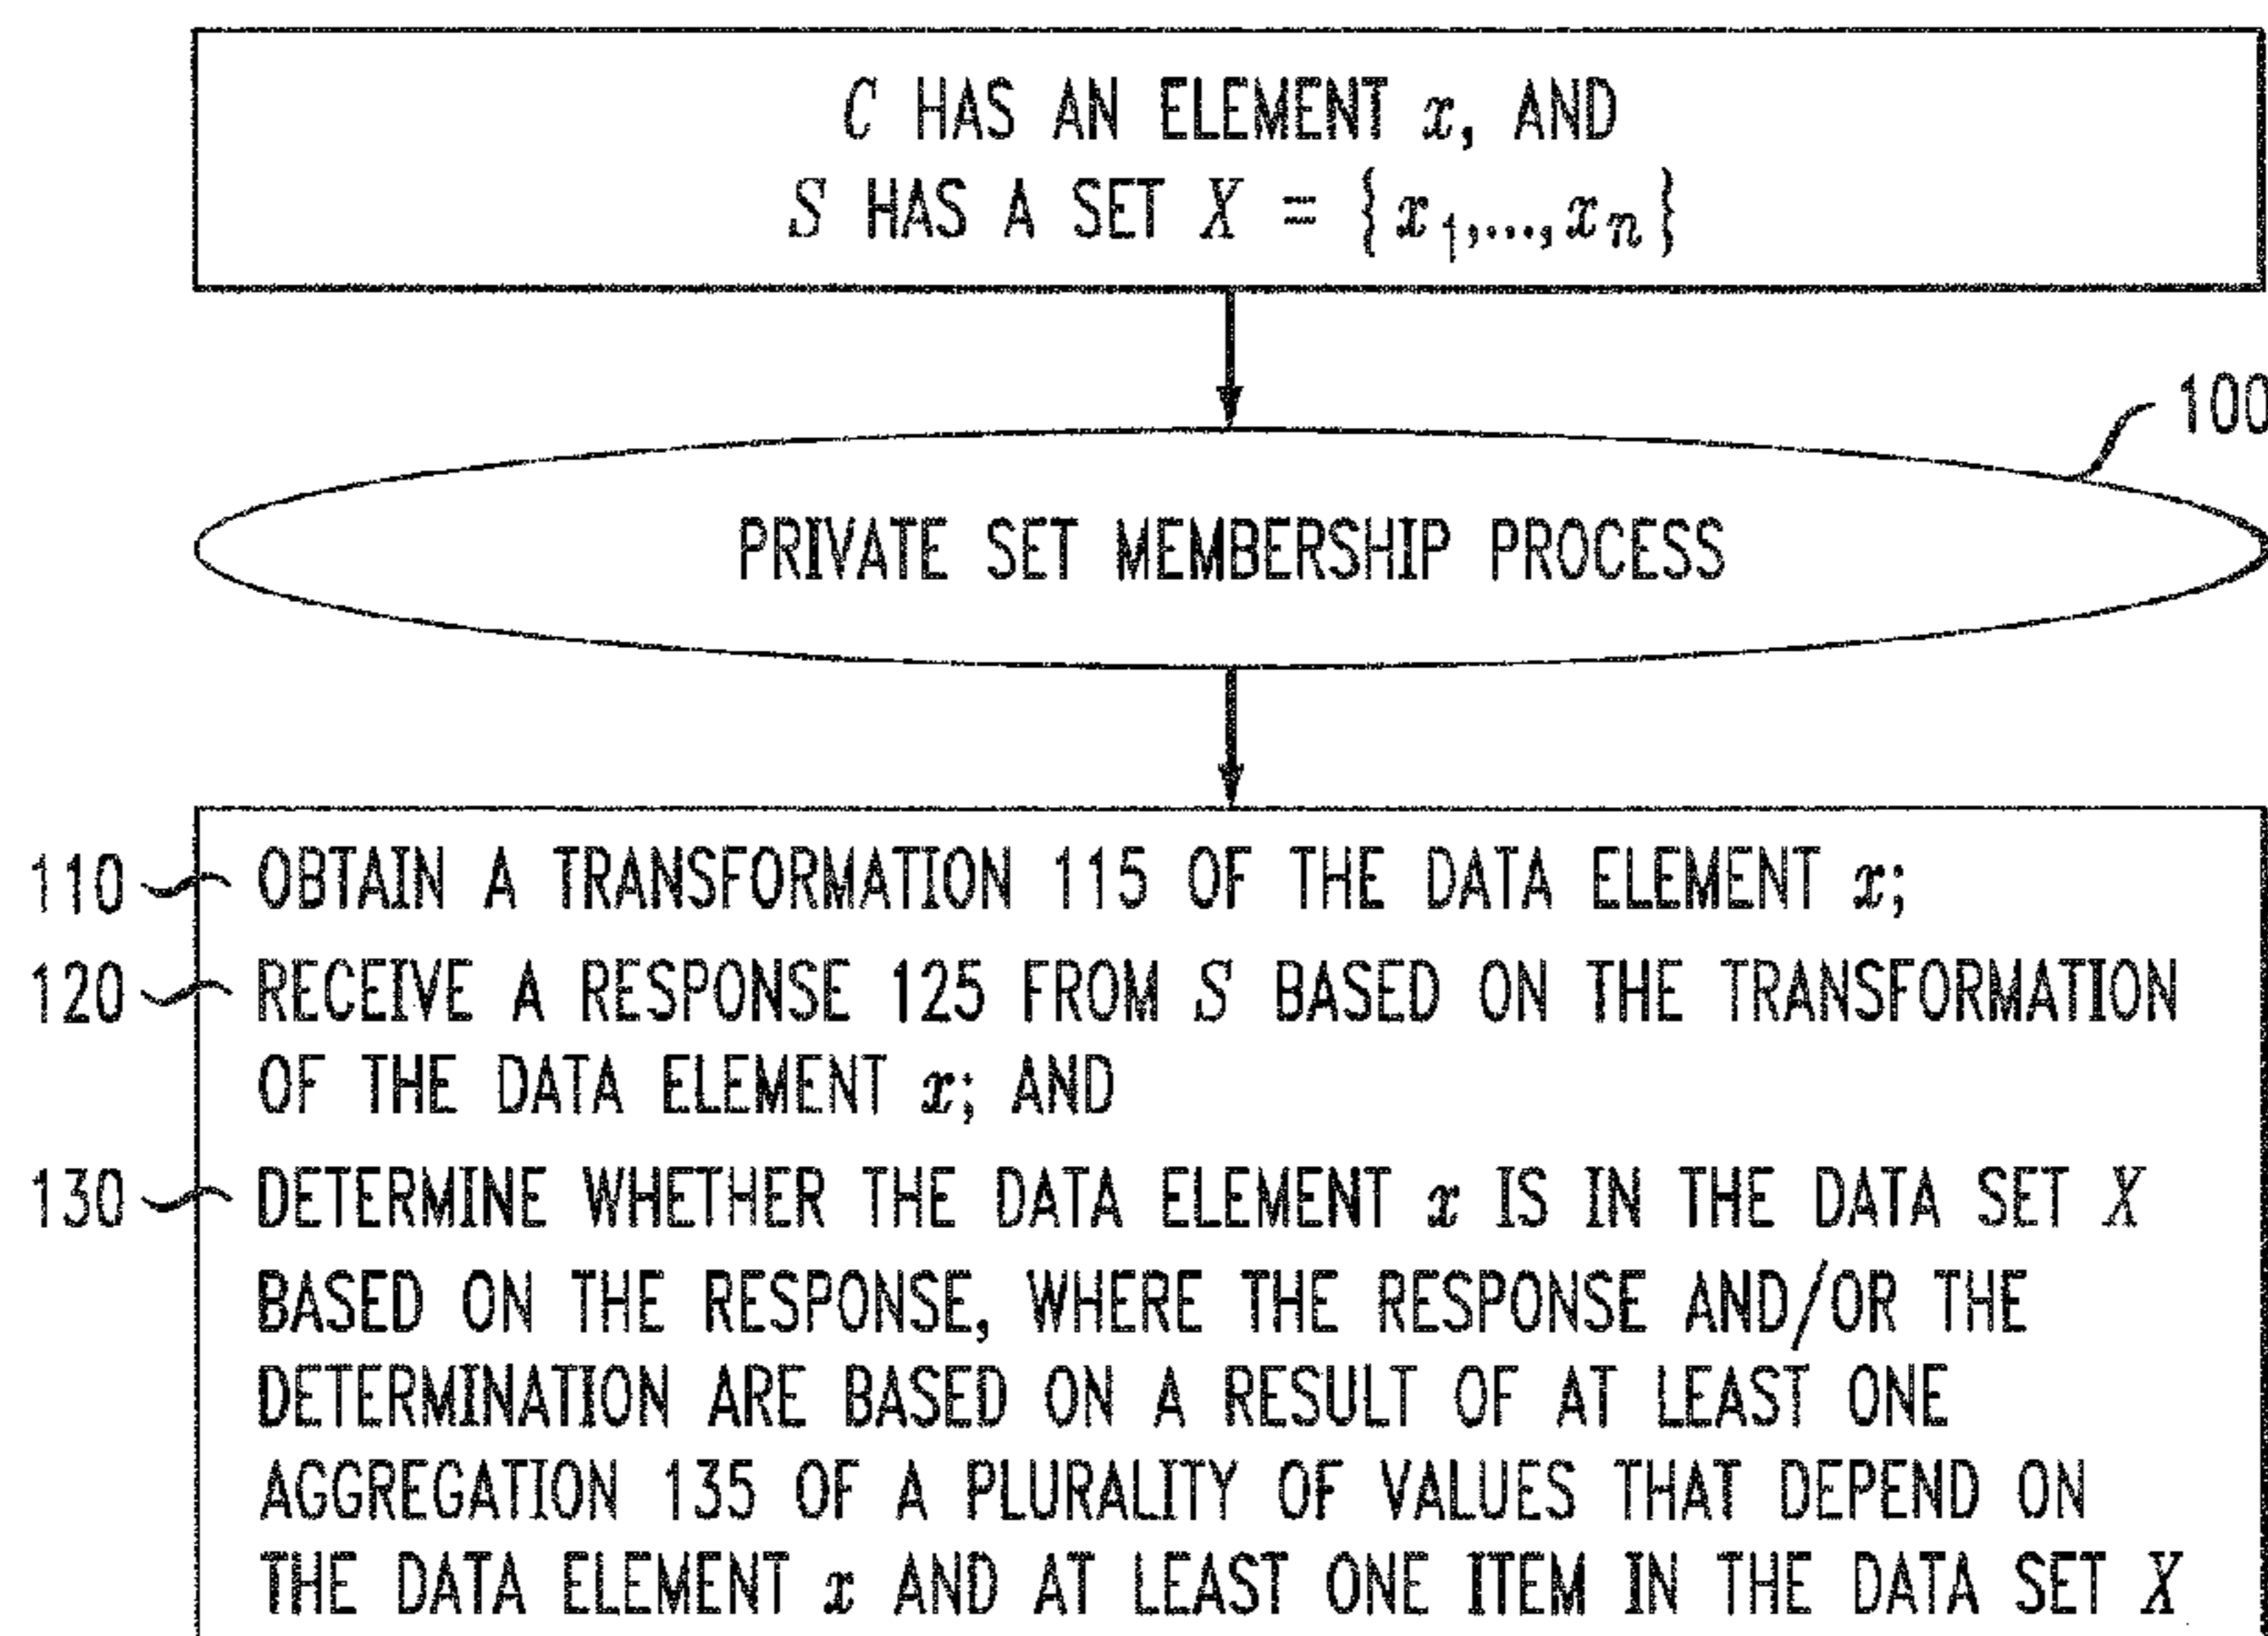 C HAS AN ELEMENT x, AND
S HAS A SET X = {x1,...,xn}
100
PRIVATE SET MEMBERSHIP PROCESS
110 OBTAIN A TRANSFORMATION 115 OF THE DATA ELEMENT x;
120 RECEIVE A RESPONSE 125 FROM S BASED ON THE TRANSFORMATION
OF THE DATA ELEMENT x; AND
130 DETERMINE WHETHER THE DATA ELEMENT x IS IN THE DATA SET X
BASED ON THE RESPONSE, WHERE THE RESPONSE AND/OR THE
DETERMINATION ARE BASED ON A RESULT OF AT LEAST ONE
AGGREGATION 135 OF A PLURALITY OF VALUES THAT DEPEND ON
THE DATA ELEMENT x AND AT LEAST ONE ITEM IN THE DATA SET X